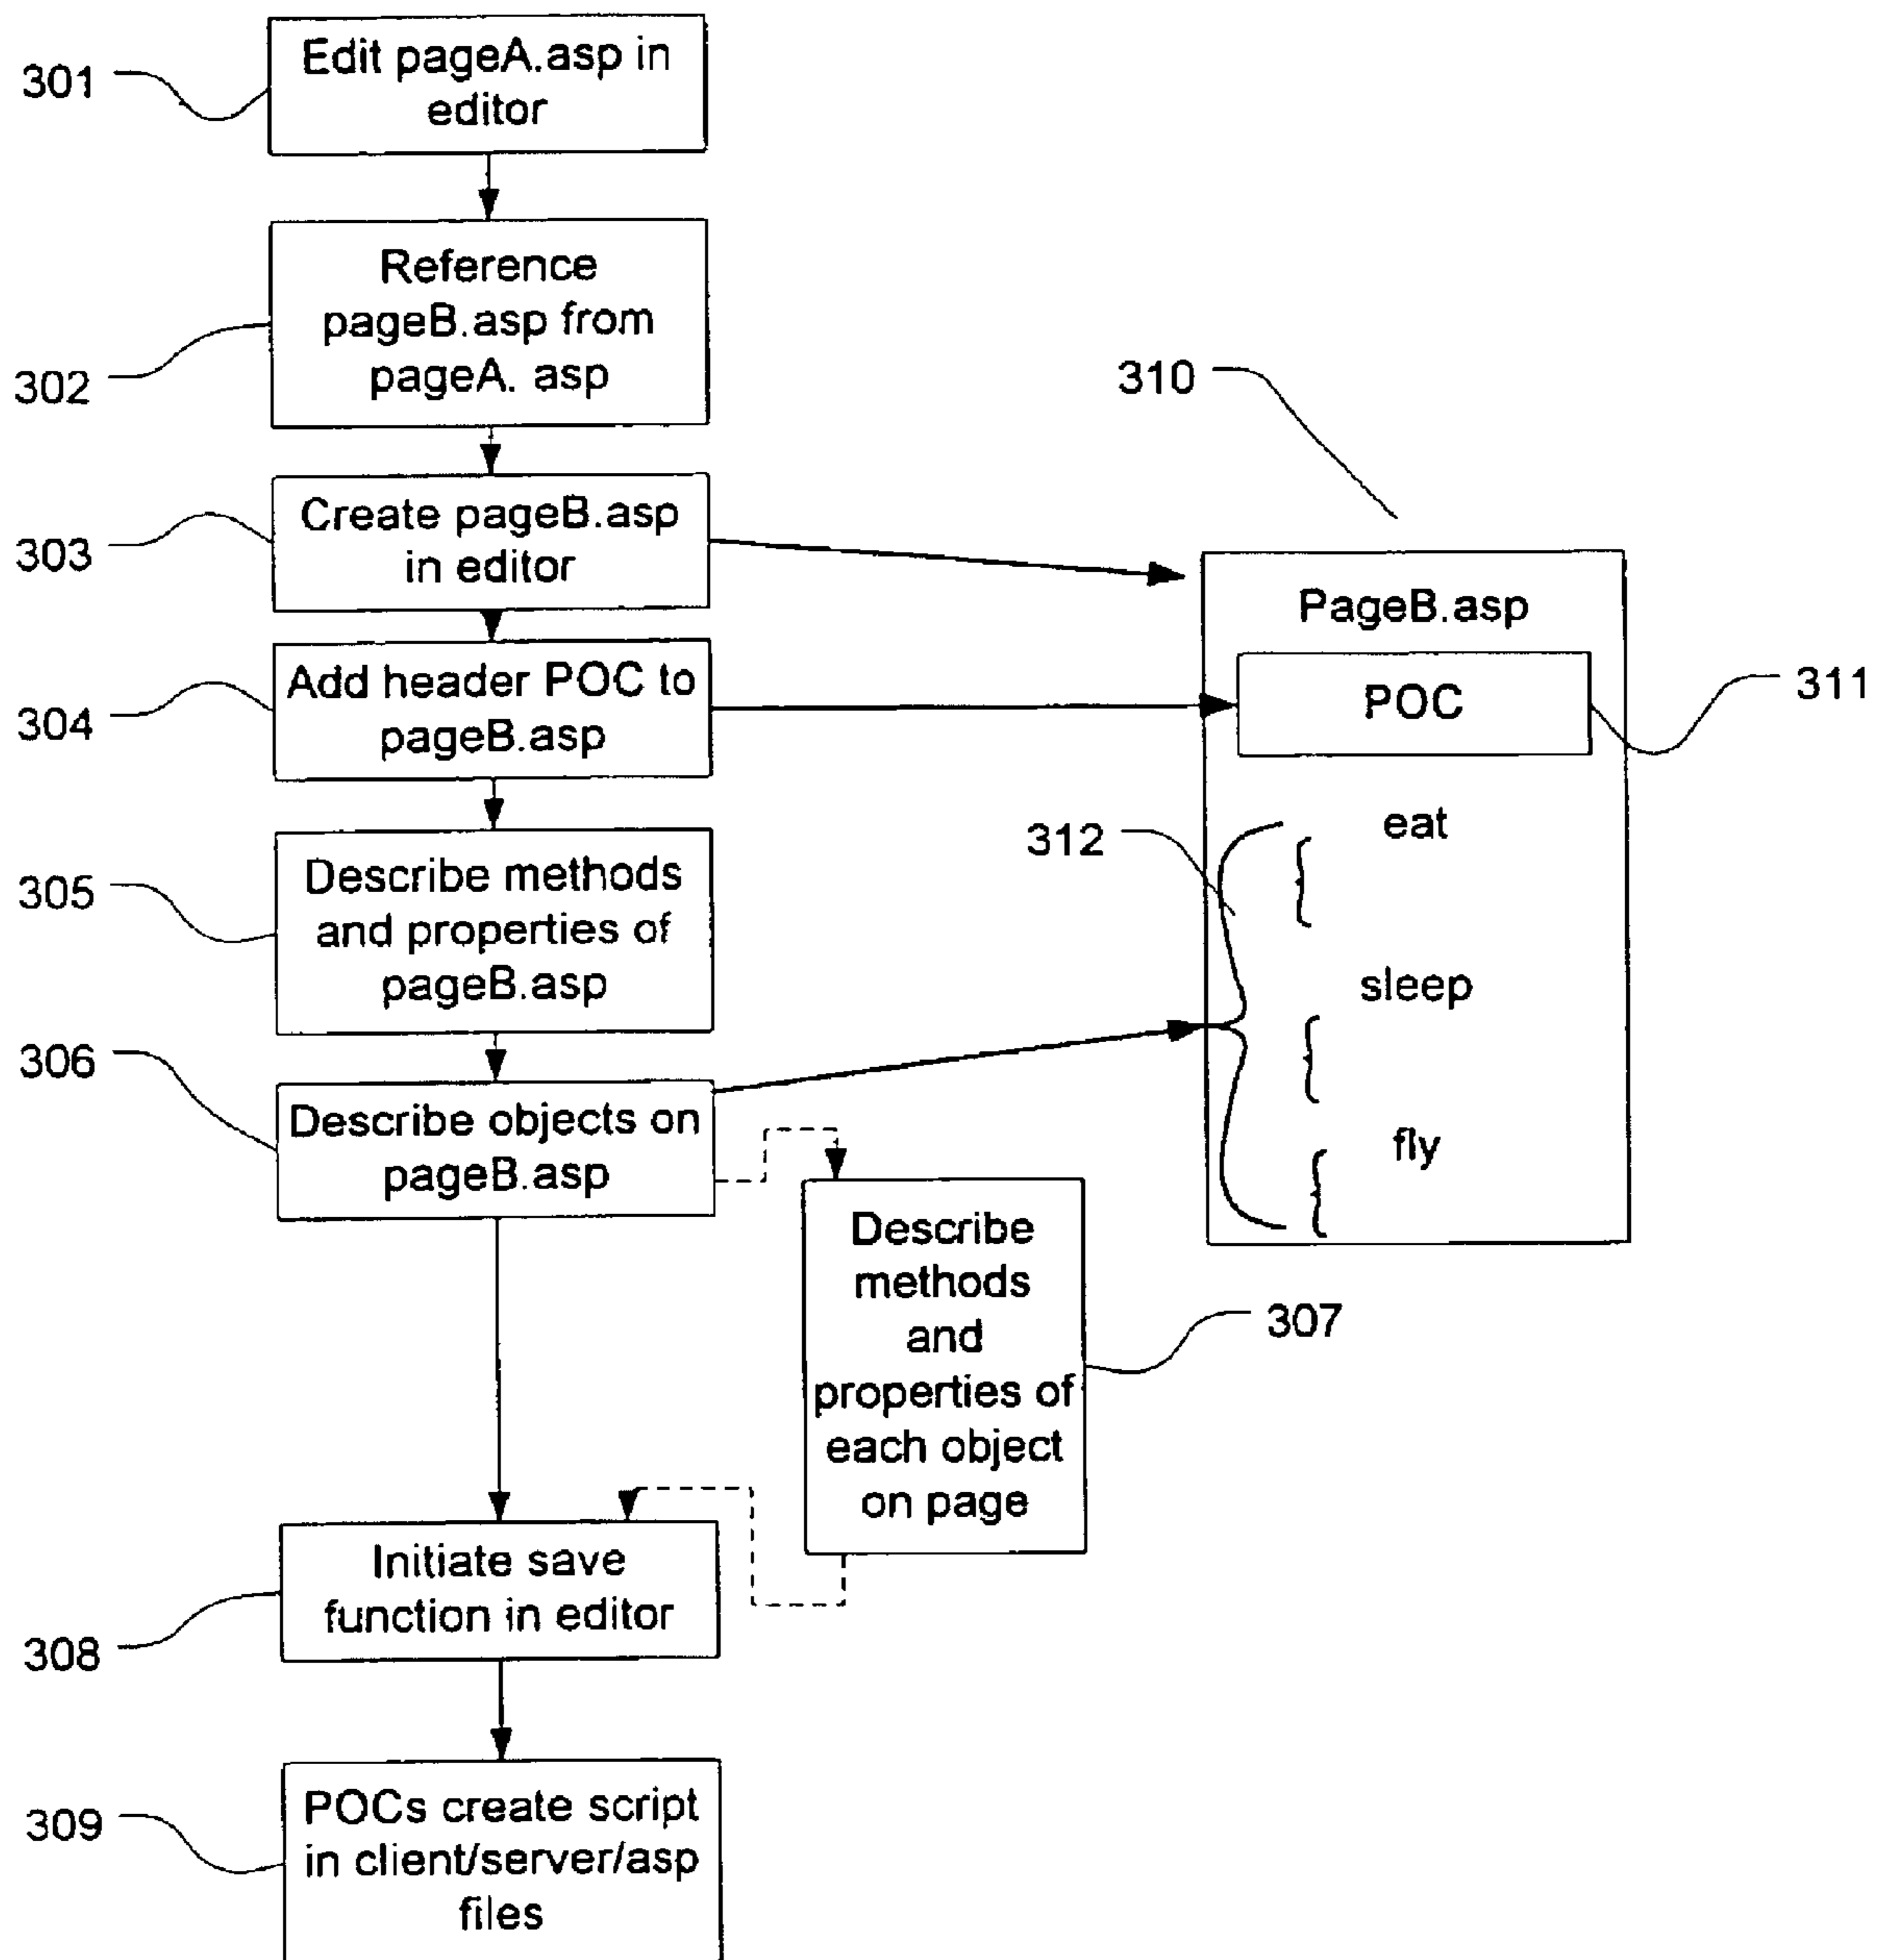 301
Edit pageA.asp in
editor
302
Reference
pageB.asp from
pageA. asp
303
Create pageB.asp
in editor
304
Add header POC to
pageB.asp
305
Describe methods
and properties of
pageB.asp
306
Describe objects on
pageB.asp
307
Describe
methods
and
properties of
each object
on page
308
Initiate save
function in editor
309
POCs create script
in client/server/asp
files
310
PageB.asp
POC
311
312
eat
{
sleep
{
fly
{